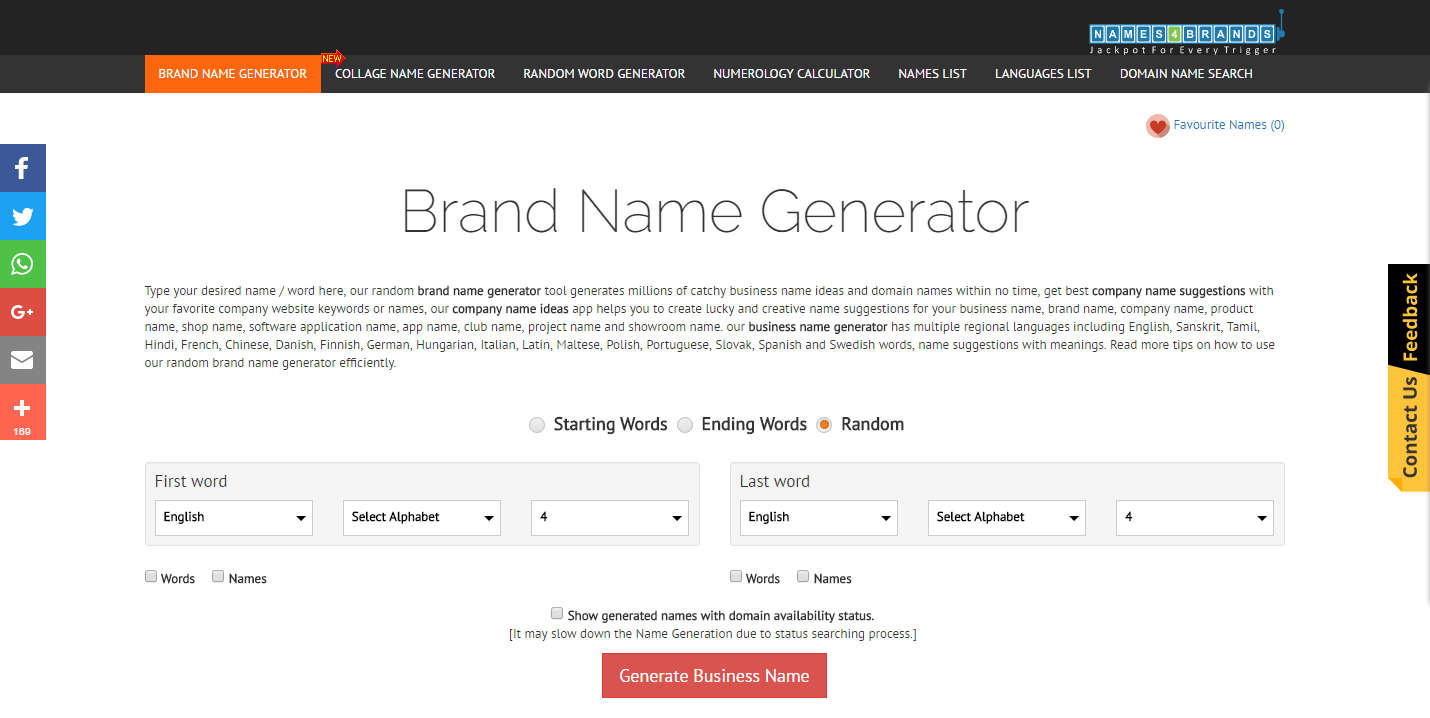 NAMES4BRANDS
Jackpot For Every Trigger
NEW
BRAND NAME GENERATOR COLLAGE NAME GENERATOR RANDOM WORD GENERATOR NUMEROLOGY CALCULATOR NAMES LIST LANGUAGES LIST DOMAIN NAME SEARCH
Favourite Names (0)
Brand Name Generator
Type your desired name / word here, our random brand name generator tool generates millions of catchy business name ideas and domain names within no time, get best company name suggestions with
your favorite company website keywords or names, our company name ideas app helps you to create lucky and creative name suggestions for your business name, brand name, company name, product
name, shop name, software application name, app name, club name, project name and showroom name. our business name generator has multiple regional languages including English, Sanskrit, Tamil,
Hindi, French, Chinese, Danish, Finnish, German, Hungarian, Italian, Latin, Maltese, Polish, Portuguese, Slovak, Spanish and Swedish words, name suggestions with meanings. Read more tips on how to use
our random brand name generator efficiently.
Starting Words Ending Words Random
First word
English Select Alphabet 4
Words Names
Last word
English Select Alphabet 4
Words Names
Show generated names with domain availability status.
[It may slow down the Name Generation due to status searching process.]
Generate Business Name
G+
169
Feedback
Contact Us